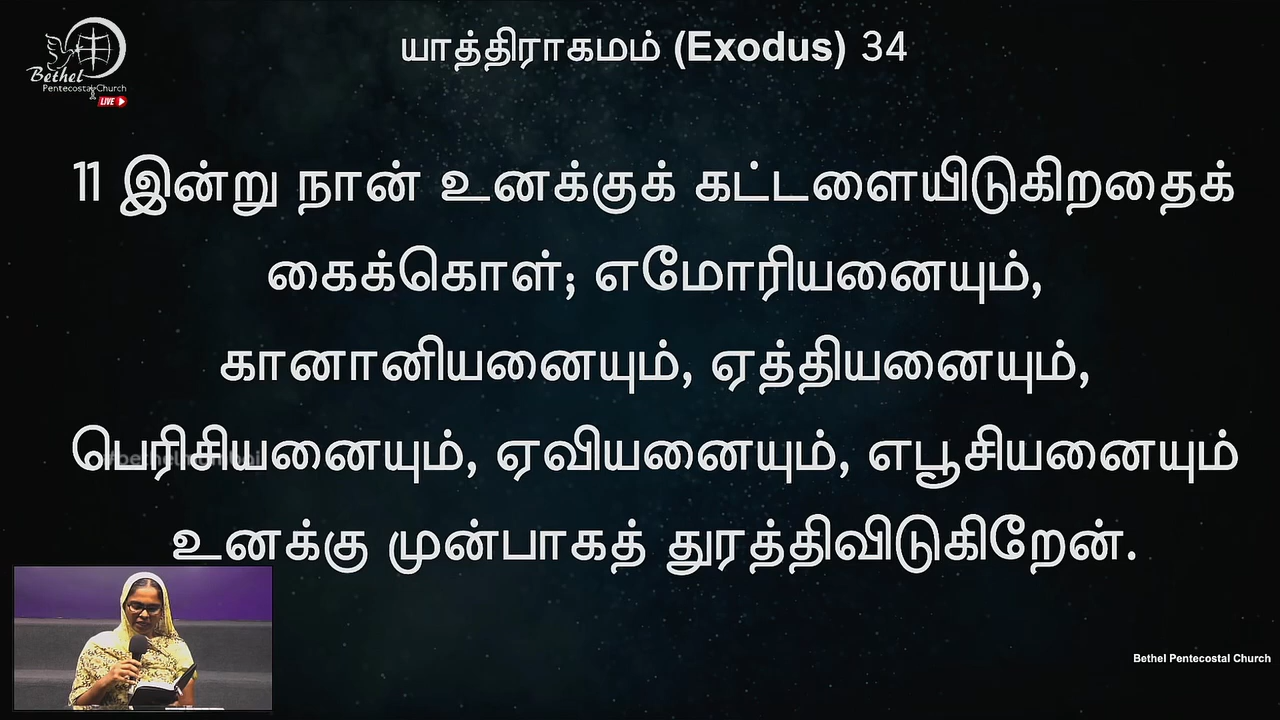 Bethel
Pentecostal Church
LIVE
யாத்திராகமம் (Exodus) 34
11 இன்று நான் உனக்குக் கட்டளையிடுகிறதைக்
கைக்கொள்; எமோரியனையும்,
கானானியனையும், ஏத்தியனையும்,
பெரிசியனையும், ஏவியனையும், எபூசியனையும்
உனக்கு முன்பாகத் துரத்திவிடுகிறேன்.
Bethel Pentecostal Church